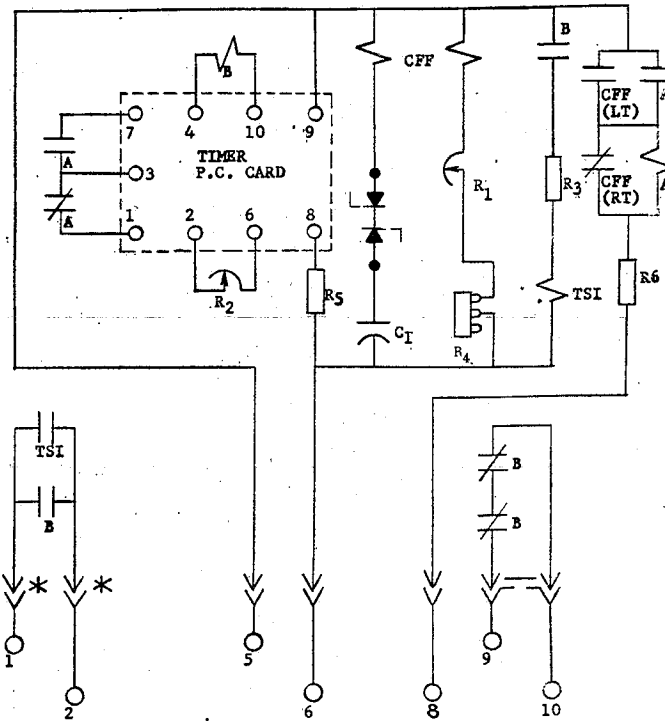 B
B
CFF
CFF
(LT)
A
7
4
10
9
A
TIMER
P.C. CARD
3
R1
R3
CFF
(RT)
A
A
1
2
6
8
R2
R5
C1
R4
TSI
R6
TSI
B
B
B
*
*
1
2
5
6
8
9
10